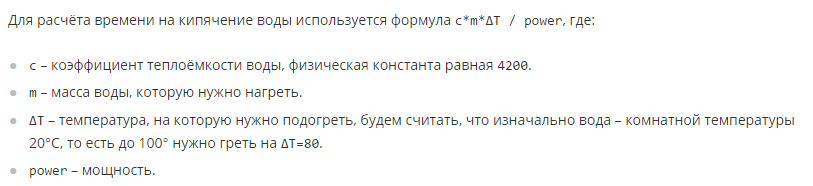 Для расчёта времени на кипячение воды используется формула c*m*ΔT / power, где:
c – коэффициент теплоёмкости воды, физическая константа равная 4200.
m – масса воды, которую нужно нагреть.
ΔT – температура, на которую нужно подогреть, будем считать, что изначально вода – комнатной температуры
20°C, то есть до 100° нужно греть на ΔT=80.
power – мощность.